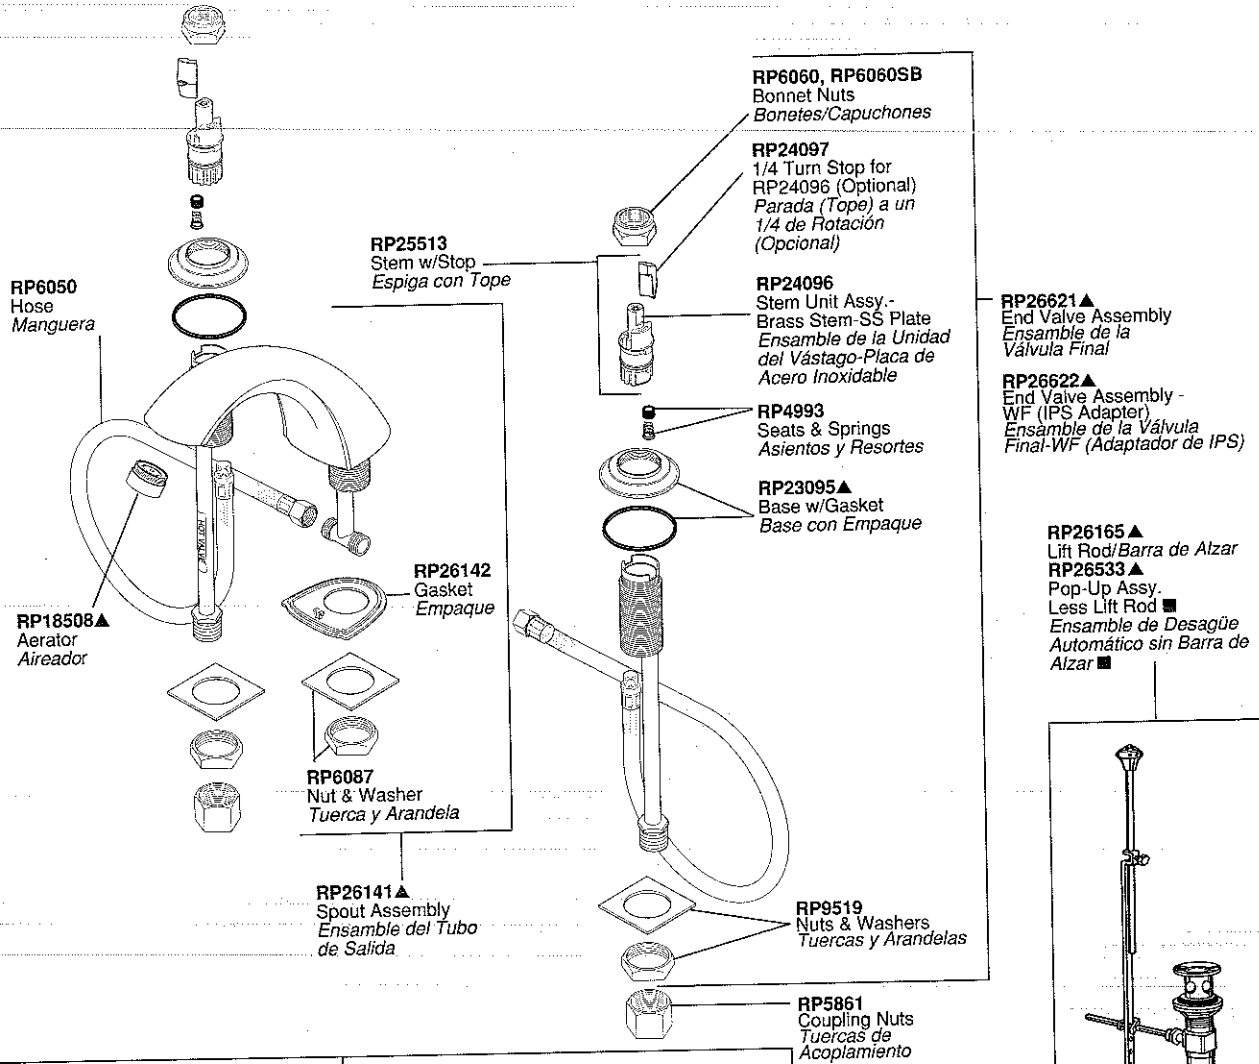 RP6060, RP6060SB
Bonnet Nuts
Bonetes/Capuchones
RP24097
1/4 Turn Stop for
RP24096 (Optional)
Parada (Tope) a un
1/4 de Rotación
(Opcional)
RP25513
Stem w/Stop
Espiga con Tope
RP6050
Hose
Manguera
RP24096
Stem Unit Assy.-
Brass Stem-SS Plate
Ensamble de la Unidad
del Vástago-Placa de
Acero Inoxidable
RP26621▲
End Valve Assembly
Ensamble de la
Válvula Final
RP26622▲
End Valve Assembly -
WF (IPS Adapter)
Ensamble de la Válvula
Final-WF (Adaptador de IPS)
RP4993
Seats & Springs
Asientos y Resortes
RP23095▲
Base w/Gasket
Base con Empaque
HOT VALVE
RP26165▲
Lift Rod/Barra de Alzar
RP26533▲
Pop-Up Assy.
Less Lift Rod ■
Ensamble de Desagüe
Automático sin Barra de
Alzar ■
RP26142
Gasket
Empaque
RP18508▲
Aerator
Aireador
RP6087
Nut & Washer
Tuerca y Arandela
RP26141▲
Spout Assembly
Ensamble del Tubo
de Salida
RP9519
Nuts & Washers
Tuercas y Arandelas
RP5861
Coupling Nuts
Tuercas de
Acoplamiento